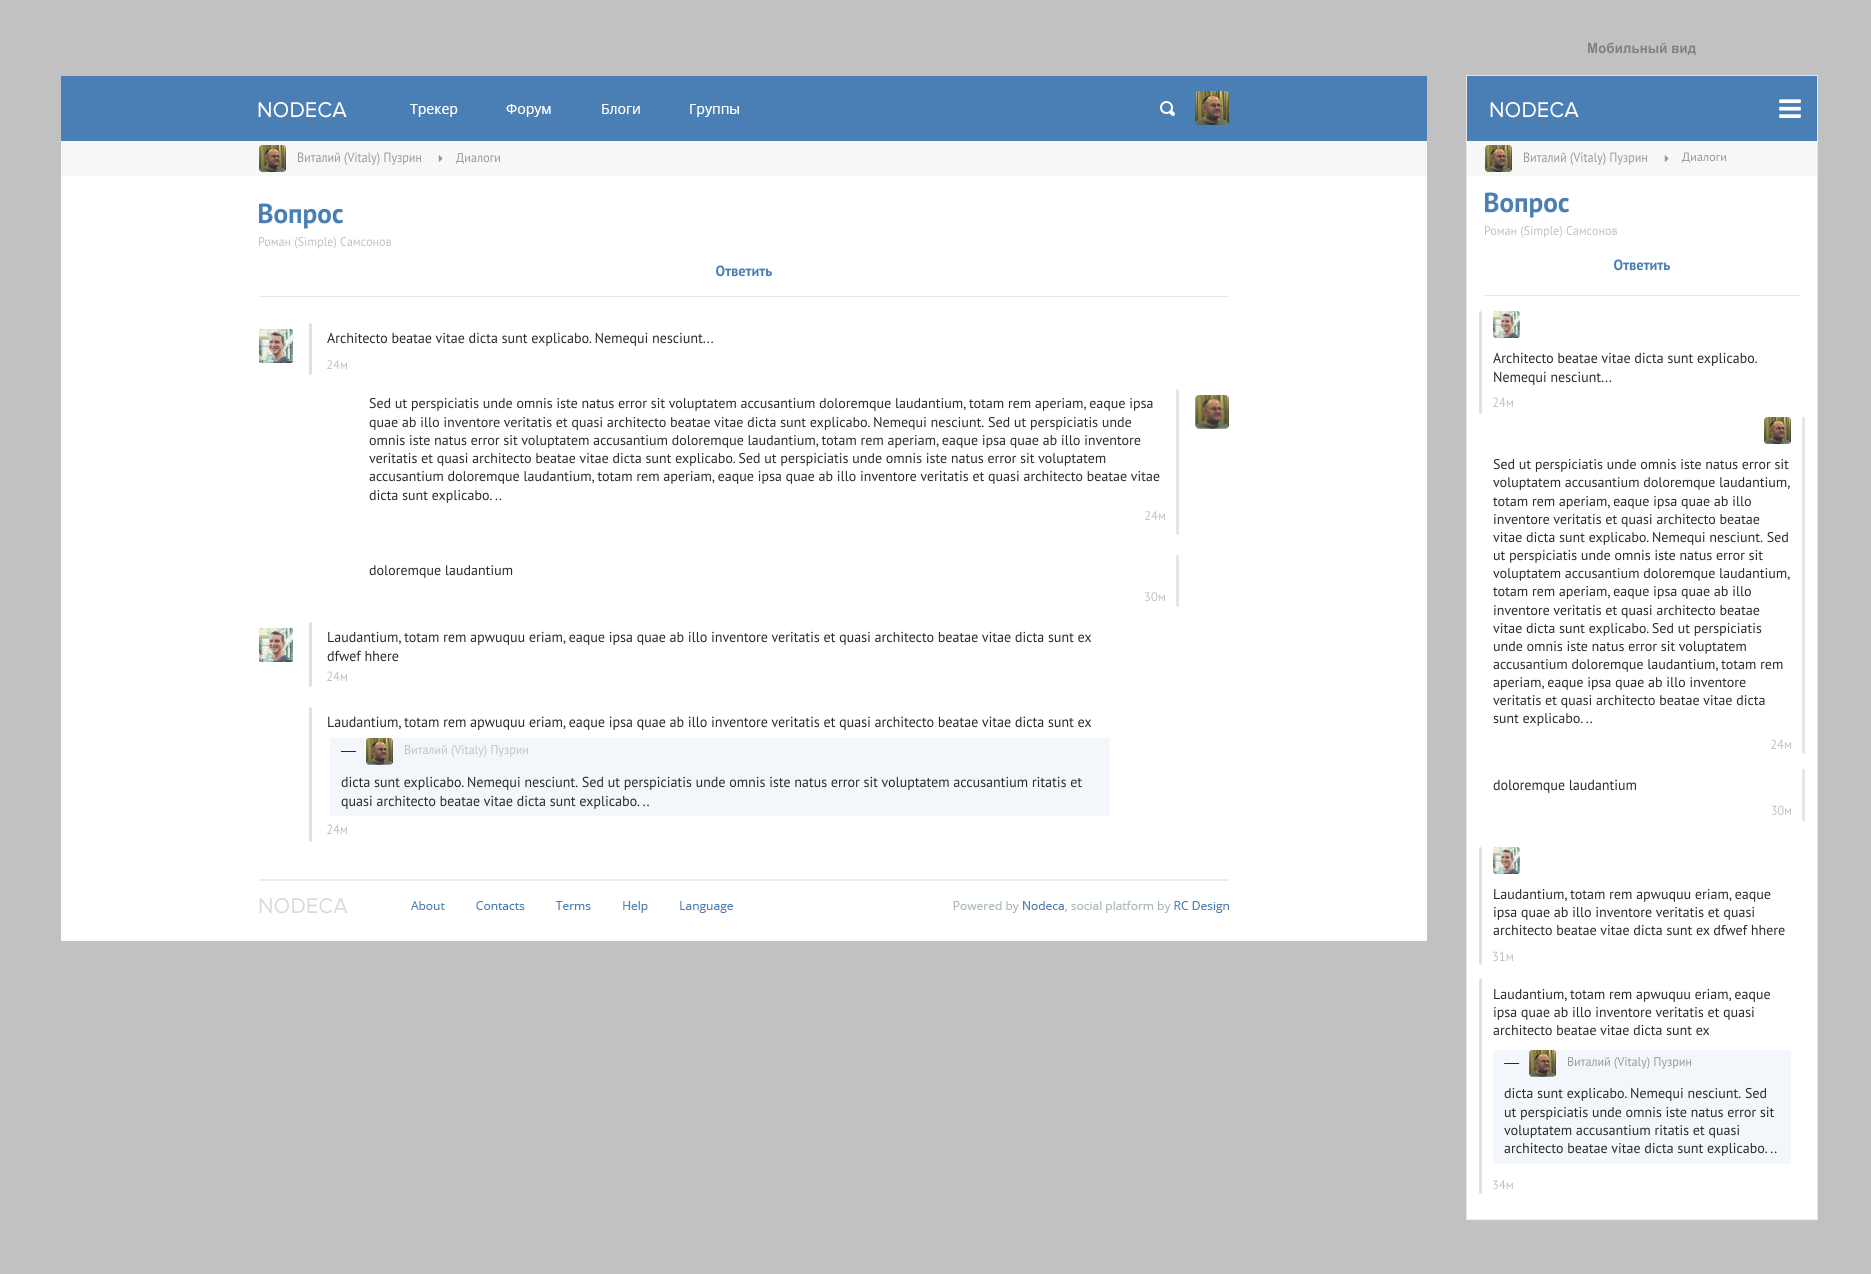 Мобильный вид
NODECA Трекер Форум Блоги Группы
Виталий (Vitaly) Пузрин Диалоги
Вопрос
Роман (Simple) Самсонов
Ответить
Architecto beatae vitae dicta sunt explicabo. Nemequi nesciunt...
24м
Sed ut perspiciatis unde omnis iste natus error sit voluptatem accusantium doloremque laudantium, totam rem aperiam, eaque ipsa
quae ab illo inventore veritatis et quasi architecto beatae vitae dicta sunt explicabo. Nemequi nesciunt. Sed ut perspiciatis unde
omnis iste natus error sit voluptatem accusantium doloremque laudantium, totam rem aperiam, eaque ipsa quae ab illo inventore
veritatis et quasi architecto beatae vitae dicta sunt explicabo. Sed ut perspiciatis unde omnis iste natus error sit voluptatem
accusantium doloremque laudantium, totam rem aperiam, eaque ipsa quae ab illo inventore veritatis et quasi architecto beatae vitae
dicta sunt explicabo. ..
24м
doloremque laudantium
30м
Laudantium, totam rem apwuquu eriam, eaque ipsa quae ab illo inventore veritatis et quasi architecto beatae vitae dicta sunt ex
dfwef hhere
24м
Laudantium, totam rem apwuquu eriam, eaque ipsa quae ab illo inventore veritatis et quasi architecto beatae vitae dicta sunt ex
— Виталий (Vitaly) Пузрин
dicta sunt explicabo. Nemequi nesciunt. Sed ut perspiciatis unde omnis iste natus error sit voluptatem accusantium ritatis et
quasi architecto beatae vitae dicta sunt explicabo. ..
24м
NODECA About Contacts Terms Help Language Powered by Nodeca, social platform by RC Design
NODECA
Виталий (Vitaly) Пузрин Диалоги
Вопрос
Роман (Simple) Самсонов
Ответить
Architecto beatae vitae dicta sunt explicabo.
Nemequi nesciunt...
24м
Sed ut perspiciatis unde omnis iste natus error sit
voluptatem accusantium doloremque laudantium,
totam rem aperiam, eaque ipsa quae ab illo
inventore veritatis et quasi architecto beatae
vitae dicta sunt explicabo. Nemequi nesciunt. Sed
ut perspiciatis unde omnis iste natus error sit
voluptatem accusantium doloremque laudantium,
totam rem aperiam, eaque ipsa quae ab illo
inventore veritatis et quasi architecto beatae
vitae dicta sunt explicabo. Sed ut perspiciatis
unde omnis iste natus error sit voluptatem
accusantium doloremque laudantium, totam rem
aperiam, eaque ipsa quae ab illo inventore
veritatis et quasi architecto beatae vitae dicta
sunt explicabo. ..
24м
doloremque laudantium
30м
Laudantium, totam rem apwuquu eriam, eaque
ipsa quae ab illo inventore veritatis et quasi
architecto beatae vitae dicta sunt ex dfwef hhere
31м
Laudantium, totam rem apwuquu eriam, eaque
ipsa quae ab illo inventore veritatis et quasi
architecto beatae vitae dicta sunt ex
— Виталий (Vitaly) Пузрин
dicta sunt explicabo. Nemequi nesciunt. Sed
ut perspiciatis unde omnis iste natus error sit
voluptatem accusantium ritatis et quasi
architecto beatae vitae dicta sunt explicabo. ..
34м